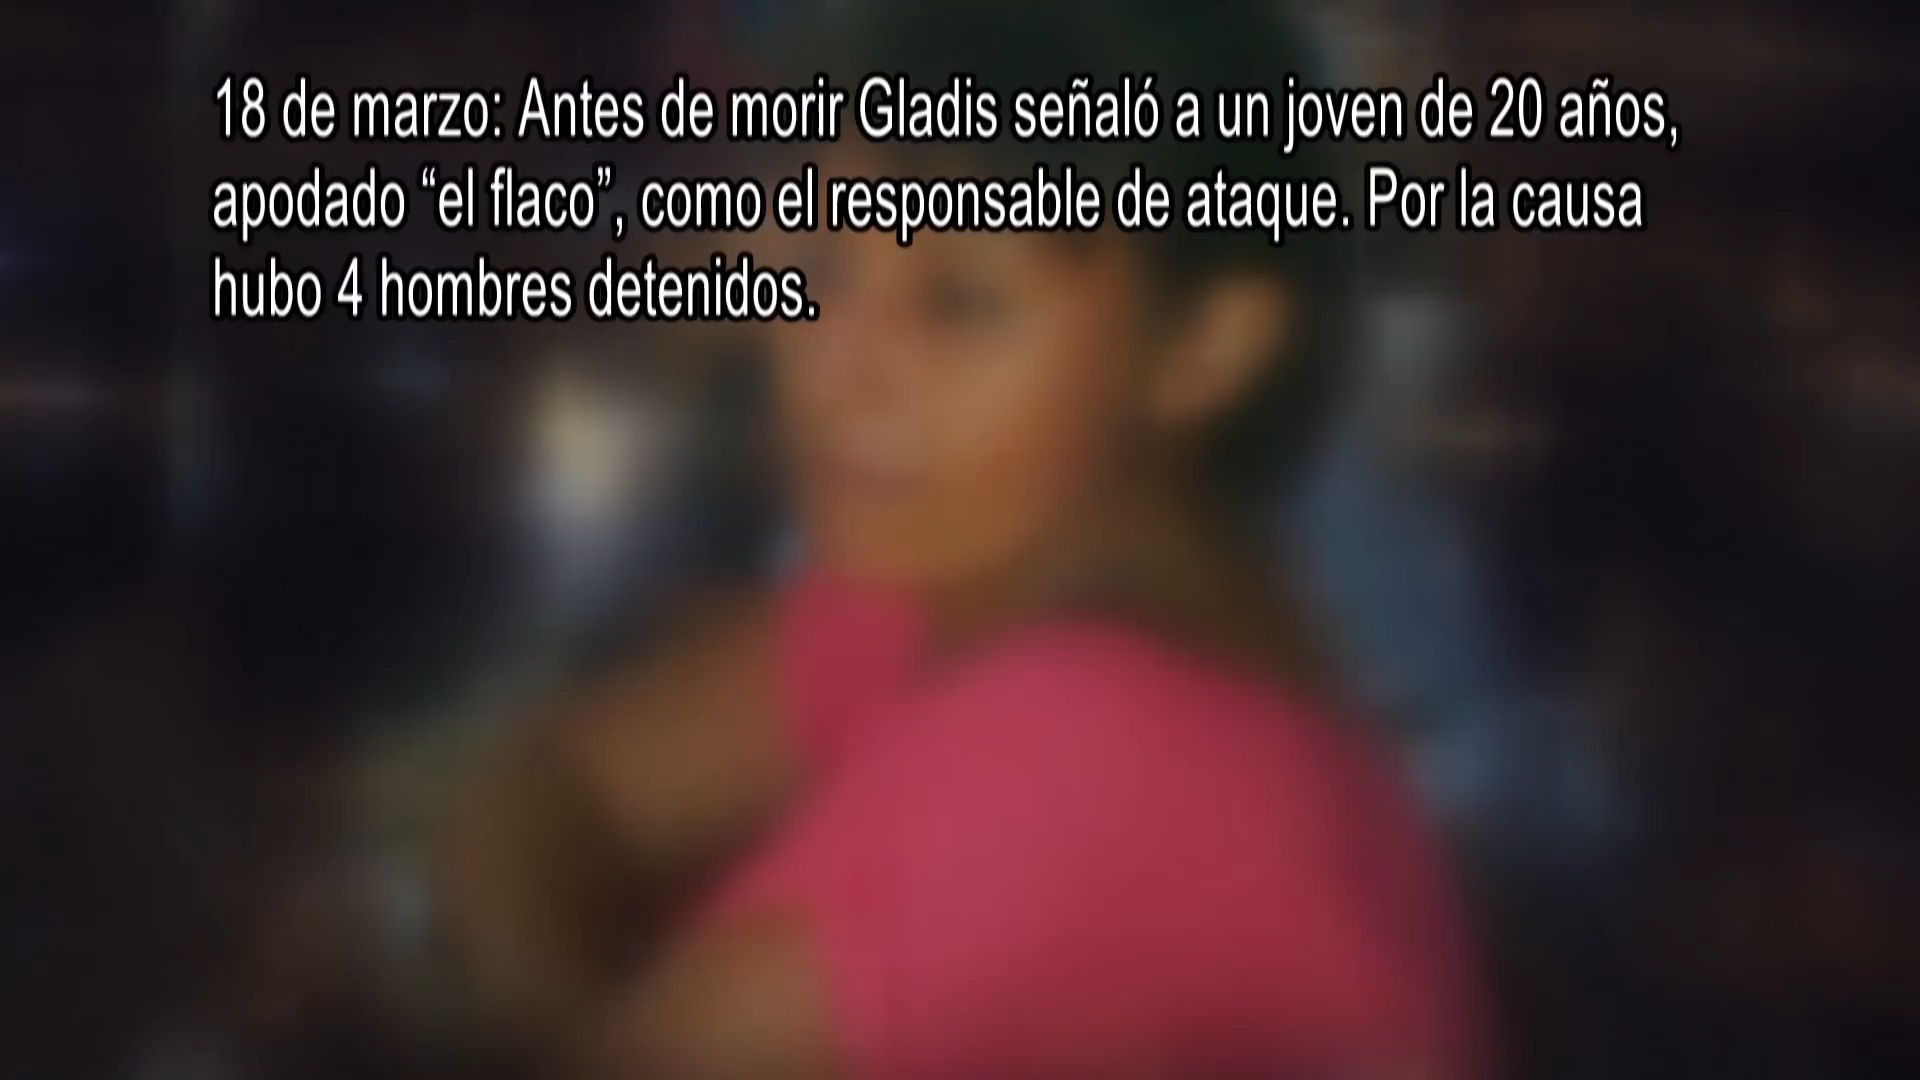 18 de marzo: Antes de morir Gladis señaló a un joven de 20 años,
apodado “el flaco”, como el responsable de ataque. Por la causa
hubo 4 hombres detenidos.